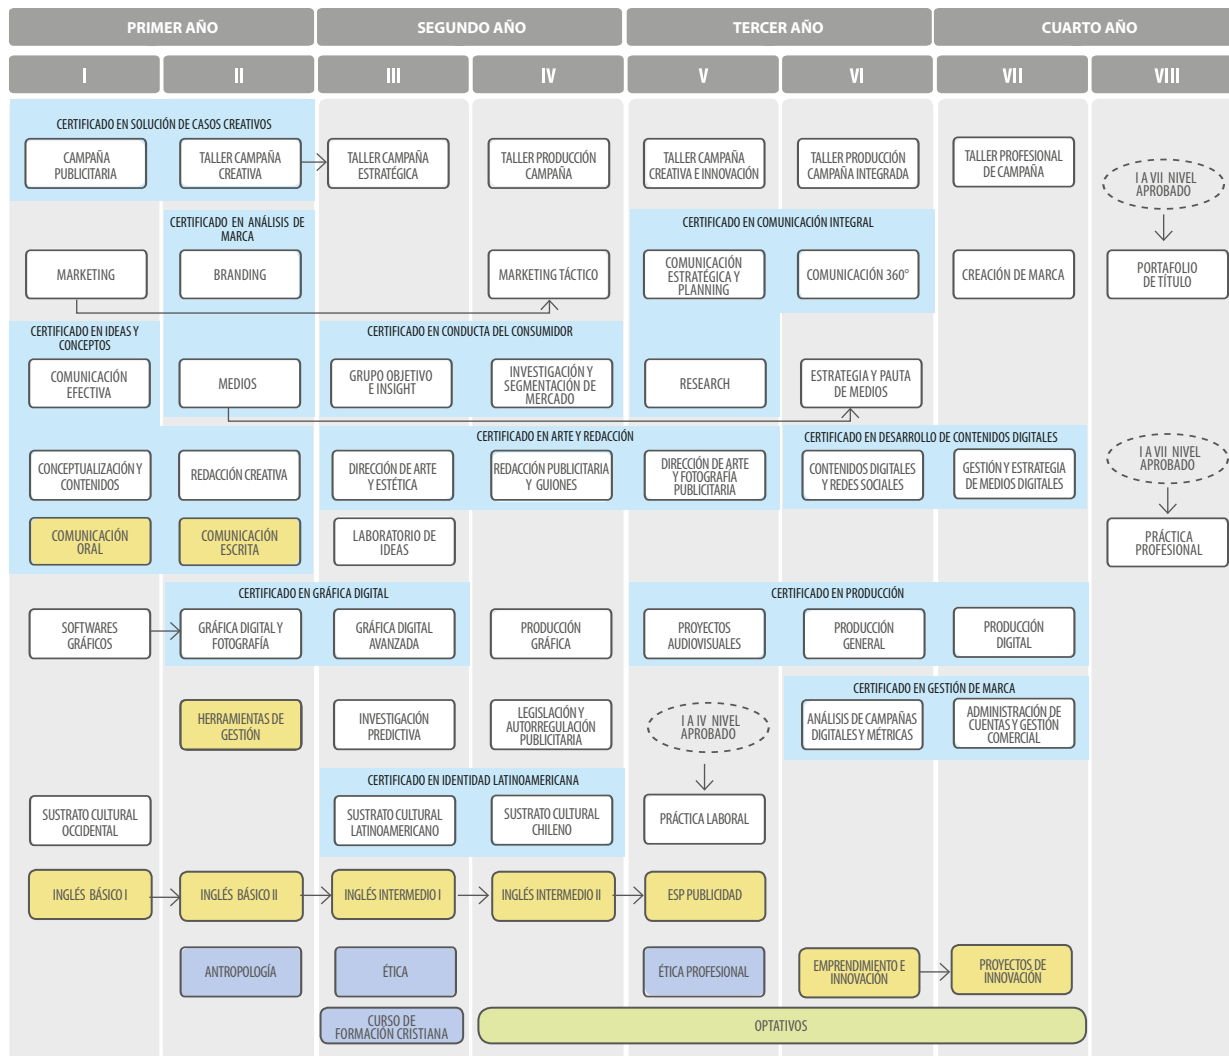 PRIMER AÑO
SEGUNDO AÑO
TERCER AÑO
CUARTO AÑO
I
II
III
IV
V
VI
VII
VIII
CERTIFICADO EN SOLUCIÓN DE CASOS CREATIVOS
CAMPAÑA
PUBLICITARIA
TALLER CAMPAÑA
CREATIVA
TALLER CAMPAÑA
ESTRATÉGICA
TALLER PRODUCCIÓN
CAMPAÑA
TALLER CAMPAÑA
CREATIVA E INNOVACIÓN
TALLER PRODUCCIÓN
CAMPAÑA INTEGRADA
TALLER PROFESIONAL
DE CAMPAÑA
I A VII NIVEL
APROBADO
CERTIFICADO EN ANÁLISIS DE
MARCA
CERTIFICADO EN COMUNICACIÓN INTEGRAL
MARKETING
BRANDING
MARKETING TÁCTICO
COMUNICACIÓN
ESTRATÉGICA Y
PLANNING
COMUNICACIÓN 360°
CREACIÓN DE MARCA
PORTAFOLIO
DE TÍTULO
CERTIFICADO EN IDEAS Y
CONCEPTOS
CERTIFICADO EN CONDUCTA DEL CONSUMIDOR
COMUNICACIÓN
EFECTIVA
MEDIOS
GRUPO OBJETIVO
E INSIGHT
INVESTIGACIÓN Y
SEGMENTACIÓN DE
MERCADO
RESEARCH
ESTRATEGIA Y PAUTA
DE MEDIOS
CERTIFICADO EN ARTE Y REDACCIÓN
CERTIFICADO EN DESARROLLO DE CONTENIDOS DIGITALES
CONCEPTUALIZACIÓN Y
CONTENIDOS
REDACCIÓN CREATIVA
DIRECCIÓN DE ARTE
Y ESTÉTICA
REDACCIÓN PUBLICITARIA
Y GUIONES
DIRECCIÓN DE ARTE
Y FOTOGRAFÍA
PUBLICITARIA
CONTENIDOS DIGITALES
Y REDES SOCIALES
GESTIÓN Y ESTRATEGIA
DE MEDIOS DIGITALES
I A VII NIVEL
APROBADO
COMUNICACIÓN
ORAL
COMUNICACIÓN
ESCRITA
LABORATORIO DE
IDEAS
PRÁCTICA
PROFESIONAL
CERTIFICADO EN GRÁFICA DIGITAL
CERTIFICADO EN PRODUCCIÓN
SOFTWARES
GRÁFICOS
GRÁFICA DIGITAL Y
FOTOGRAFÍA
GRÁFICA DIGITAL
AVANZADA
PRODUCCIÓN
GRÁFICA
PROYECTOS
AUDIOVISUALES
PRODUCCIÓN
GENERAL
PRODUCCIÓN
DIGITAL
CERTIFICADO EN GESTIÓN DE MARCA
HERRAMIENTAS DE
GESTIÓN
INVESTIGACIÓN
PREDICTIVA
LEGISLACIÓN Y
AUTORREGULACIÓN
PUBLICITARIA
I A IV NIVEL
APROBADO
ANÁLISIS DE CAMPAÑAS
DIGITALES Y MÉTRICAS
ADMINISTRACIÓN DE
CUENTAS Y GESTIÓN
COMERCIAL
CERTIFICADO EN IDENTIDAD LATINOAMERICANA
SUSTRATO CULTURAL
OCCIDENTAL
SUSTRATO CULTURAL
LATINOAMERICANO
SUSTRATO CULTURAL
CHILENO
PRÁCTICA LABORAL
INGLÉS BÁSICO I
INGLÉS BÁSICO II
INGLÉS INTERMEDIO I
INGLÉS INTERMEDIO II
ESP PUBLICIDAD
ANTROPOLOGÍA
ÉTICA
ÉTICA PROFESIONAL
EMPRENDIMIENTO E
INNOVACIÓN
PROYECTOS DE
INNOVACIÓN
CURSO DE
FORMACIÓN CRISTIANA
OPTATIVOS